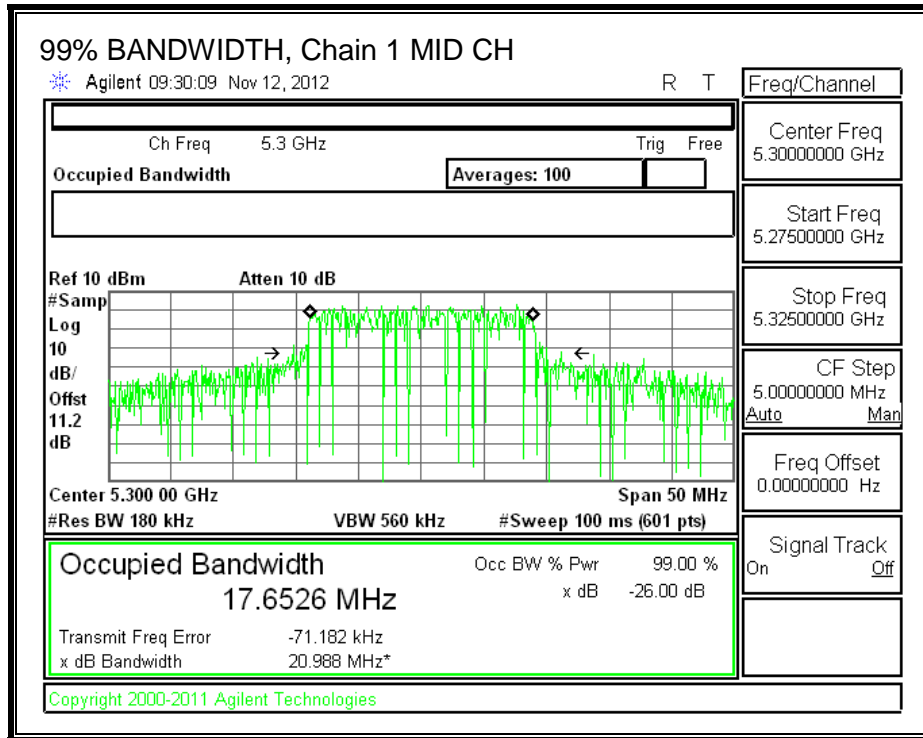 99% BANDWIDTH, Chain 1 MID CH
Agilent 09:30:09 Nov 12, 2012 R T
Ch Freq 5.3 GHz Trig Free
Occupied Bandwidth Averages: 100
Ref 10 dBm Atten 10 dB
#Samp
Log
10
dB/
Offst
11.2
dB
Center 5.300 00 GHz Span 50 MHz
#Res BW 180 kHz VBW 560 kHz #Sweep 100 ms (601 pts)
Occupied Bandwidth Occ BW % Pwr 99.00 %
17.6526 MHz x dB -26.00 dB
Transmit Freq Error -71.182 kHz
x dB Bandwidth 20.988 MHz*
Copyright 2000-2011 Agilent Technologies
Freq/Channel
Center Freq
5.30000000 GHz
Start Freq
5.27500000 GHz
Stop Freq
5.32500000 GHz
CF Step
5.00000000 MHz
Auto Man
Freq Offset
0.00000000 Hz
Signal Track
On Off